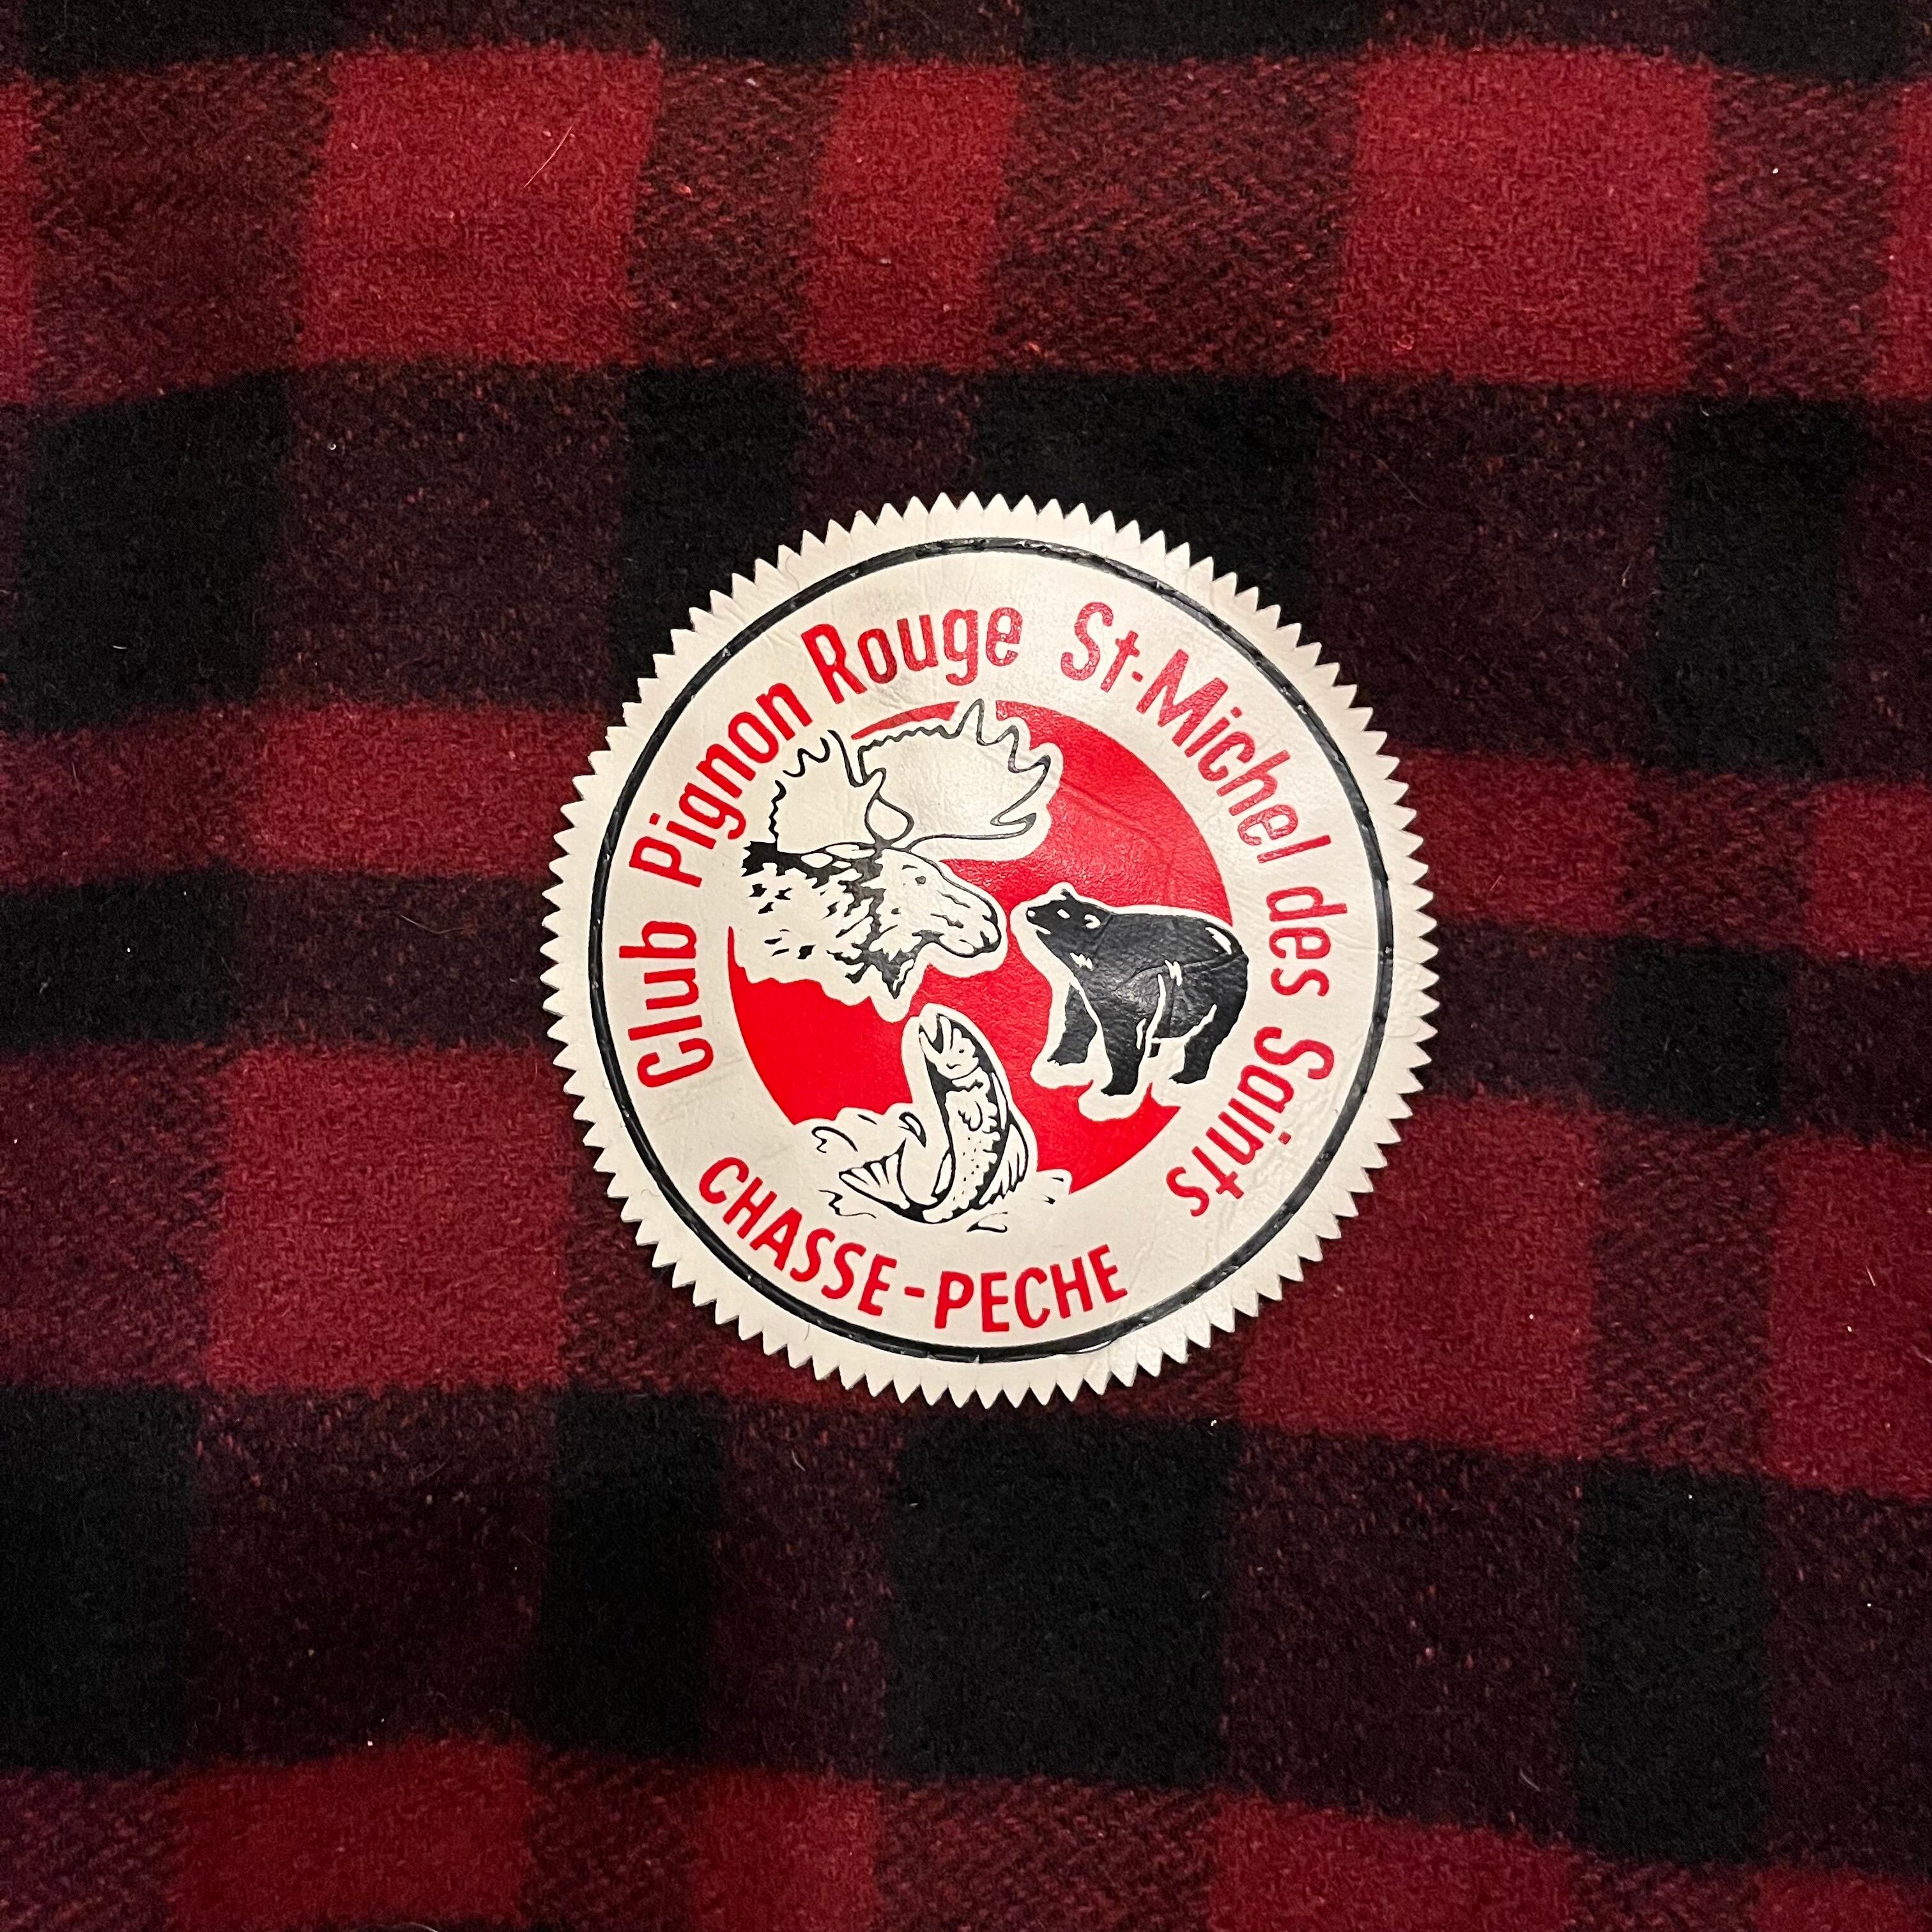 Club Pignon Rouge St-Michel des Saints
CHASSE-PECHE